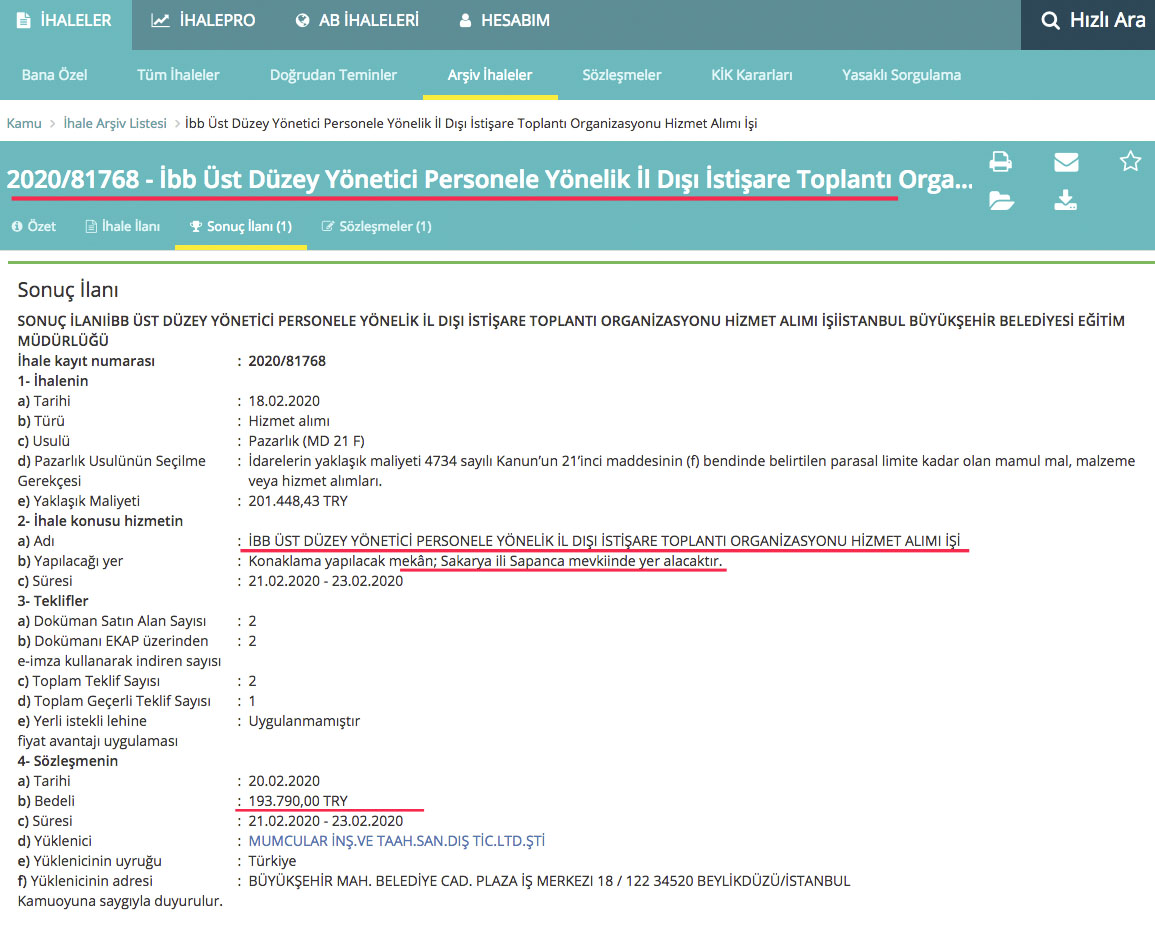 İHALELER İHALEPRO AB İHALELERİ HESABIM Hızlı Ara
Bana Özel Tüm İhaleler Doğrudan Teminler Arşiv İhaleler Sözleşmeler KİK Kararları Yasaklı Sorgulama
Kamu > İhale Arşiv Listesi > İbb Üst Düzey Yönetici Personele Yönelik İl Dışı İstişare Toplantı Organizasyonu Hizmet Alımı İşi
2020/81768 - İbb Üst Düzey Yönetici Personele Yönelik İl Dışı İstişare Toplantı Orga...
Özet İhale İlanı Sonuç İlanı (1) Sözleşmeler (1)
Sonuç İlanı
SONUÇ İLANIİBB ÜST DÜZEY YÖNETİCİ PERSONELE YÖNELİK İL DIŞI İSTİŞARE TOPLANTI ORGANİZASYONU HİZMET ALIMI İŞİİSTANBUL BÜYÜKŞEHİR BELEDİYESİ EĞİTİM
MÜDÜRLÜĞÜ
İhale kayıt numarası : 2020/81768
1- İhalenin
a) Tarihi : 18.02.2020
b) Türü : Hizmet alımı
c) Usulü : Pazarlık (MD 21 F)
d) Pazarlık Usulünün Seçilme : İdarelerin yaklaşık maliyeti 4734 sayılı Kanun'un 21'inci maddesinin (f) bendinde belirtilen parasal limite kadar olan mamul mal, malzeme
Gerekçesi veya hizmet alımları.
e) Yaklaşık Maliyeti : 201.448,43 TRY
2- İhale konusu hizmetin
a) Adı : İBB ÜST DÜZEY YÖNETİCİ PERSONELE YÖNELİK İL DIŞI İSTİŞARE TOPLANTI ORGANİZASYONU HİZMET ALIMI İŞİ
b) Yapılacağı yer : Konaklama yapılacak mekân; Sakarya ili Sapanca mevkiinde yer alacaktır.
c) Süresi : 21.02.2020 - 23.02.2020
3- Teklifler
a) Doküman Satın Alan Sayısı : 2
b) Dokümanı EKAP üzerinden : 2
e-imza kullanarak indiren sayısı
c) Toplam Teklif Sayısı : 2
d) Toplam Geçerli Teklif Sayısı : 1
e) Yerli istekli lehine : Uygulanmamıştır
fiyat avantajı uygulaması
4- Sözleşmenin
a) Tarihi : 20.02.2020
b) Bedeli : 193.790,00 TRY
c) Süresi : 21.02.2020 - 23.02.2020
d) Yüklenici : MUMCULAR İNŞ.VE TAAH.SAN.DIŞ TİC.LTD.ŞTİ
e) Yüklenicinin uyruğu : Türkiye
f) Yüklenicinin adresi : BÜYÜKŞEHİR MAH. BELEDİYE CAD. PLAZA İŞ MERKEZI 18 / 122 34520 BEYLİKDÜZÜ/İSTANBUL
Kamuoyuna saygıyla duyurulur.